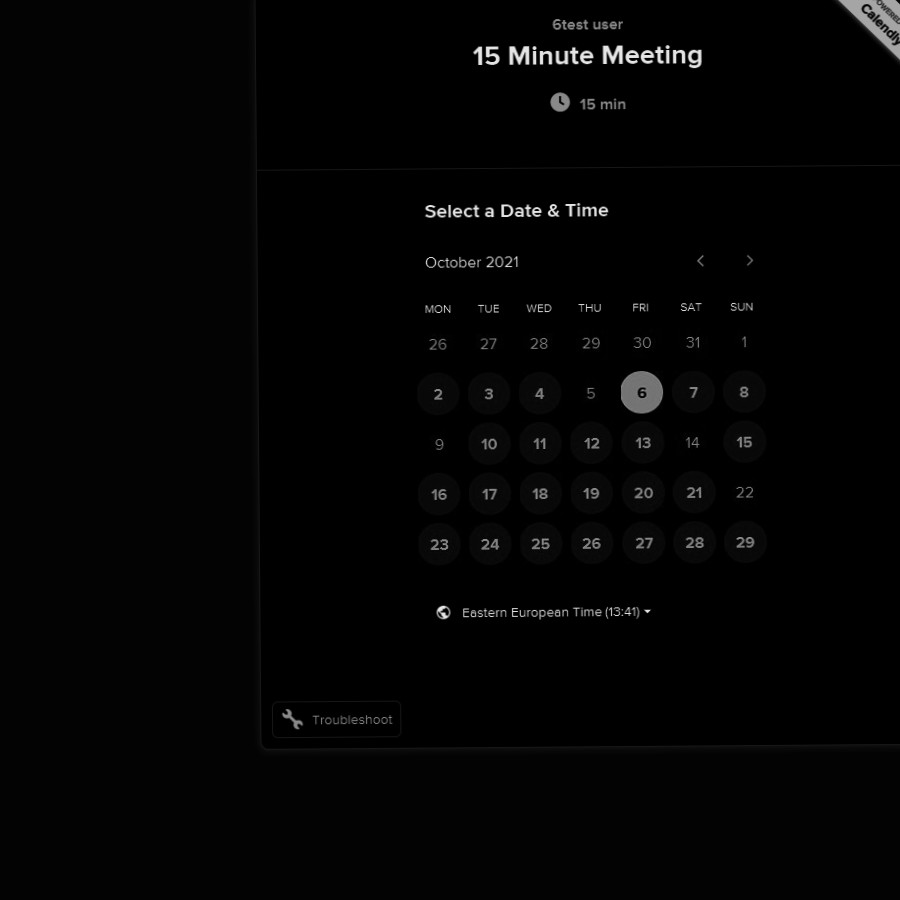 6test user
15 Minute Meeting
15 min
POWERED
Calendly
Select a Date & Time
October 2021
MON TUE WED THU FRI SAT SUN
26 27 28 29 30 31 1
2 3 4 5 6 7 8
9 10 11 12 13 14 15
16 17 18 19 20 21 22
23 24 25 26 27 28 29
Eastern European Time (13:41)
Troubleshoot